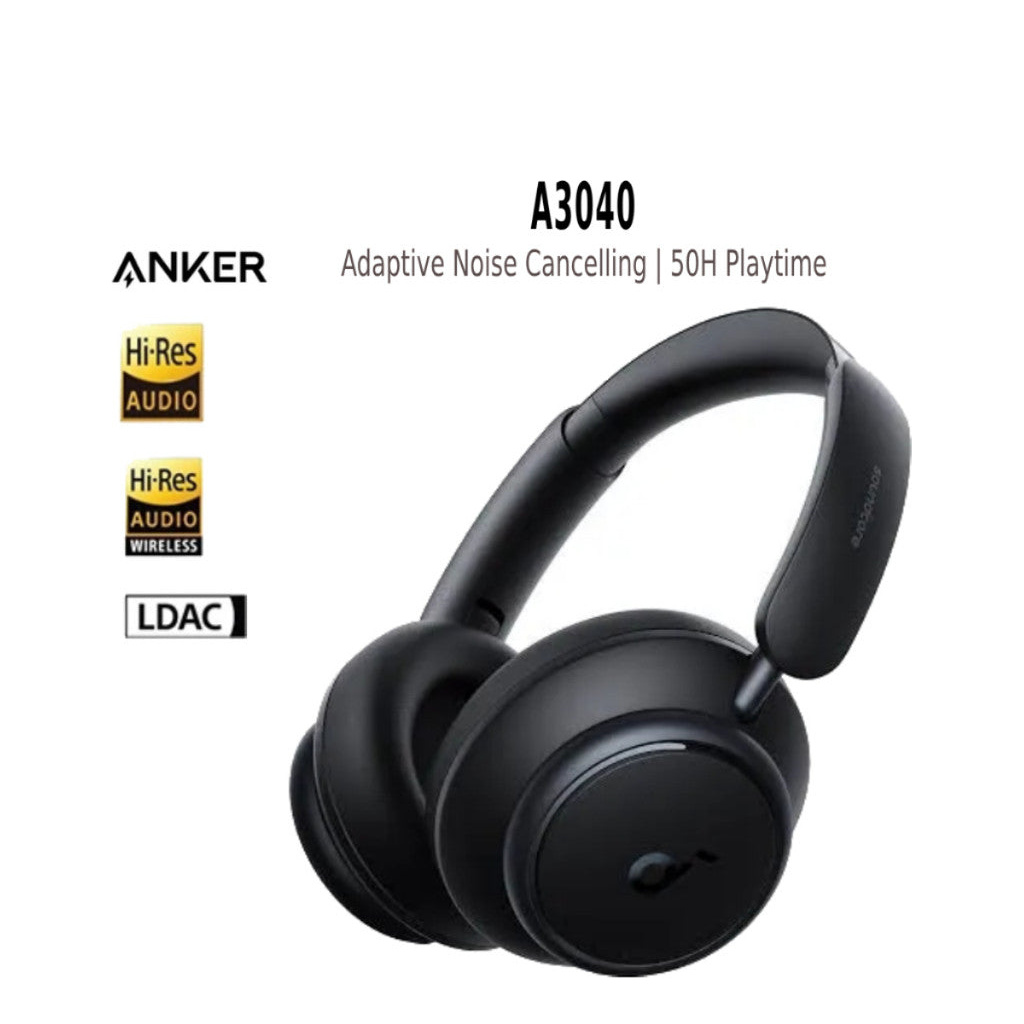 A3040
Adaptive Noise Cancelling | 50H Playtime
ANKER
Hi-Res
AUDIO
Hi-Res
AUDIO
WIRELESS
LDAC
soundcore